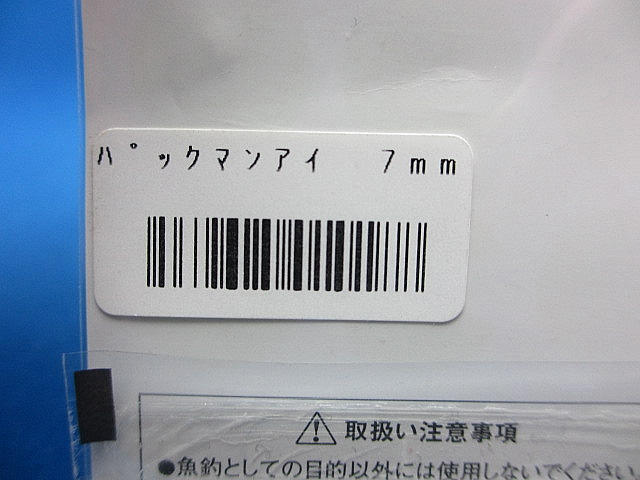 パックマンアイ 7mm
取扱い注意事項
●魚釣としての目的以外には使用しないでください